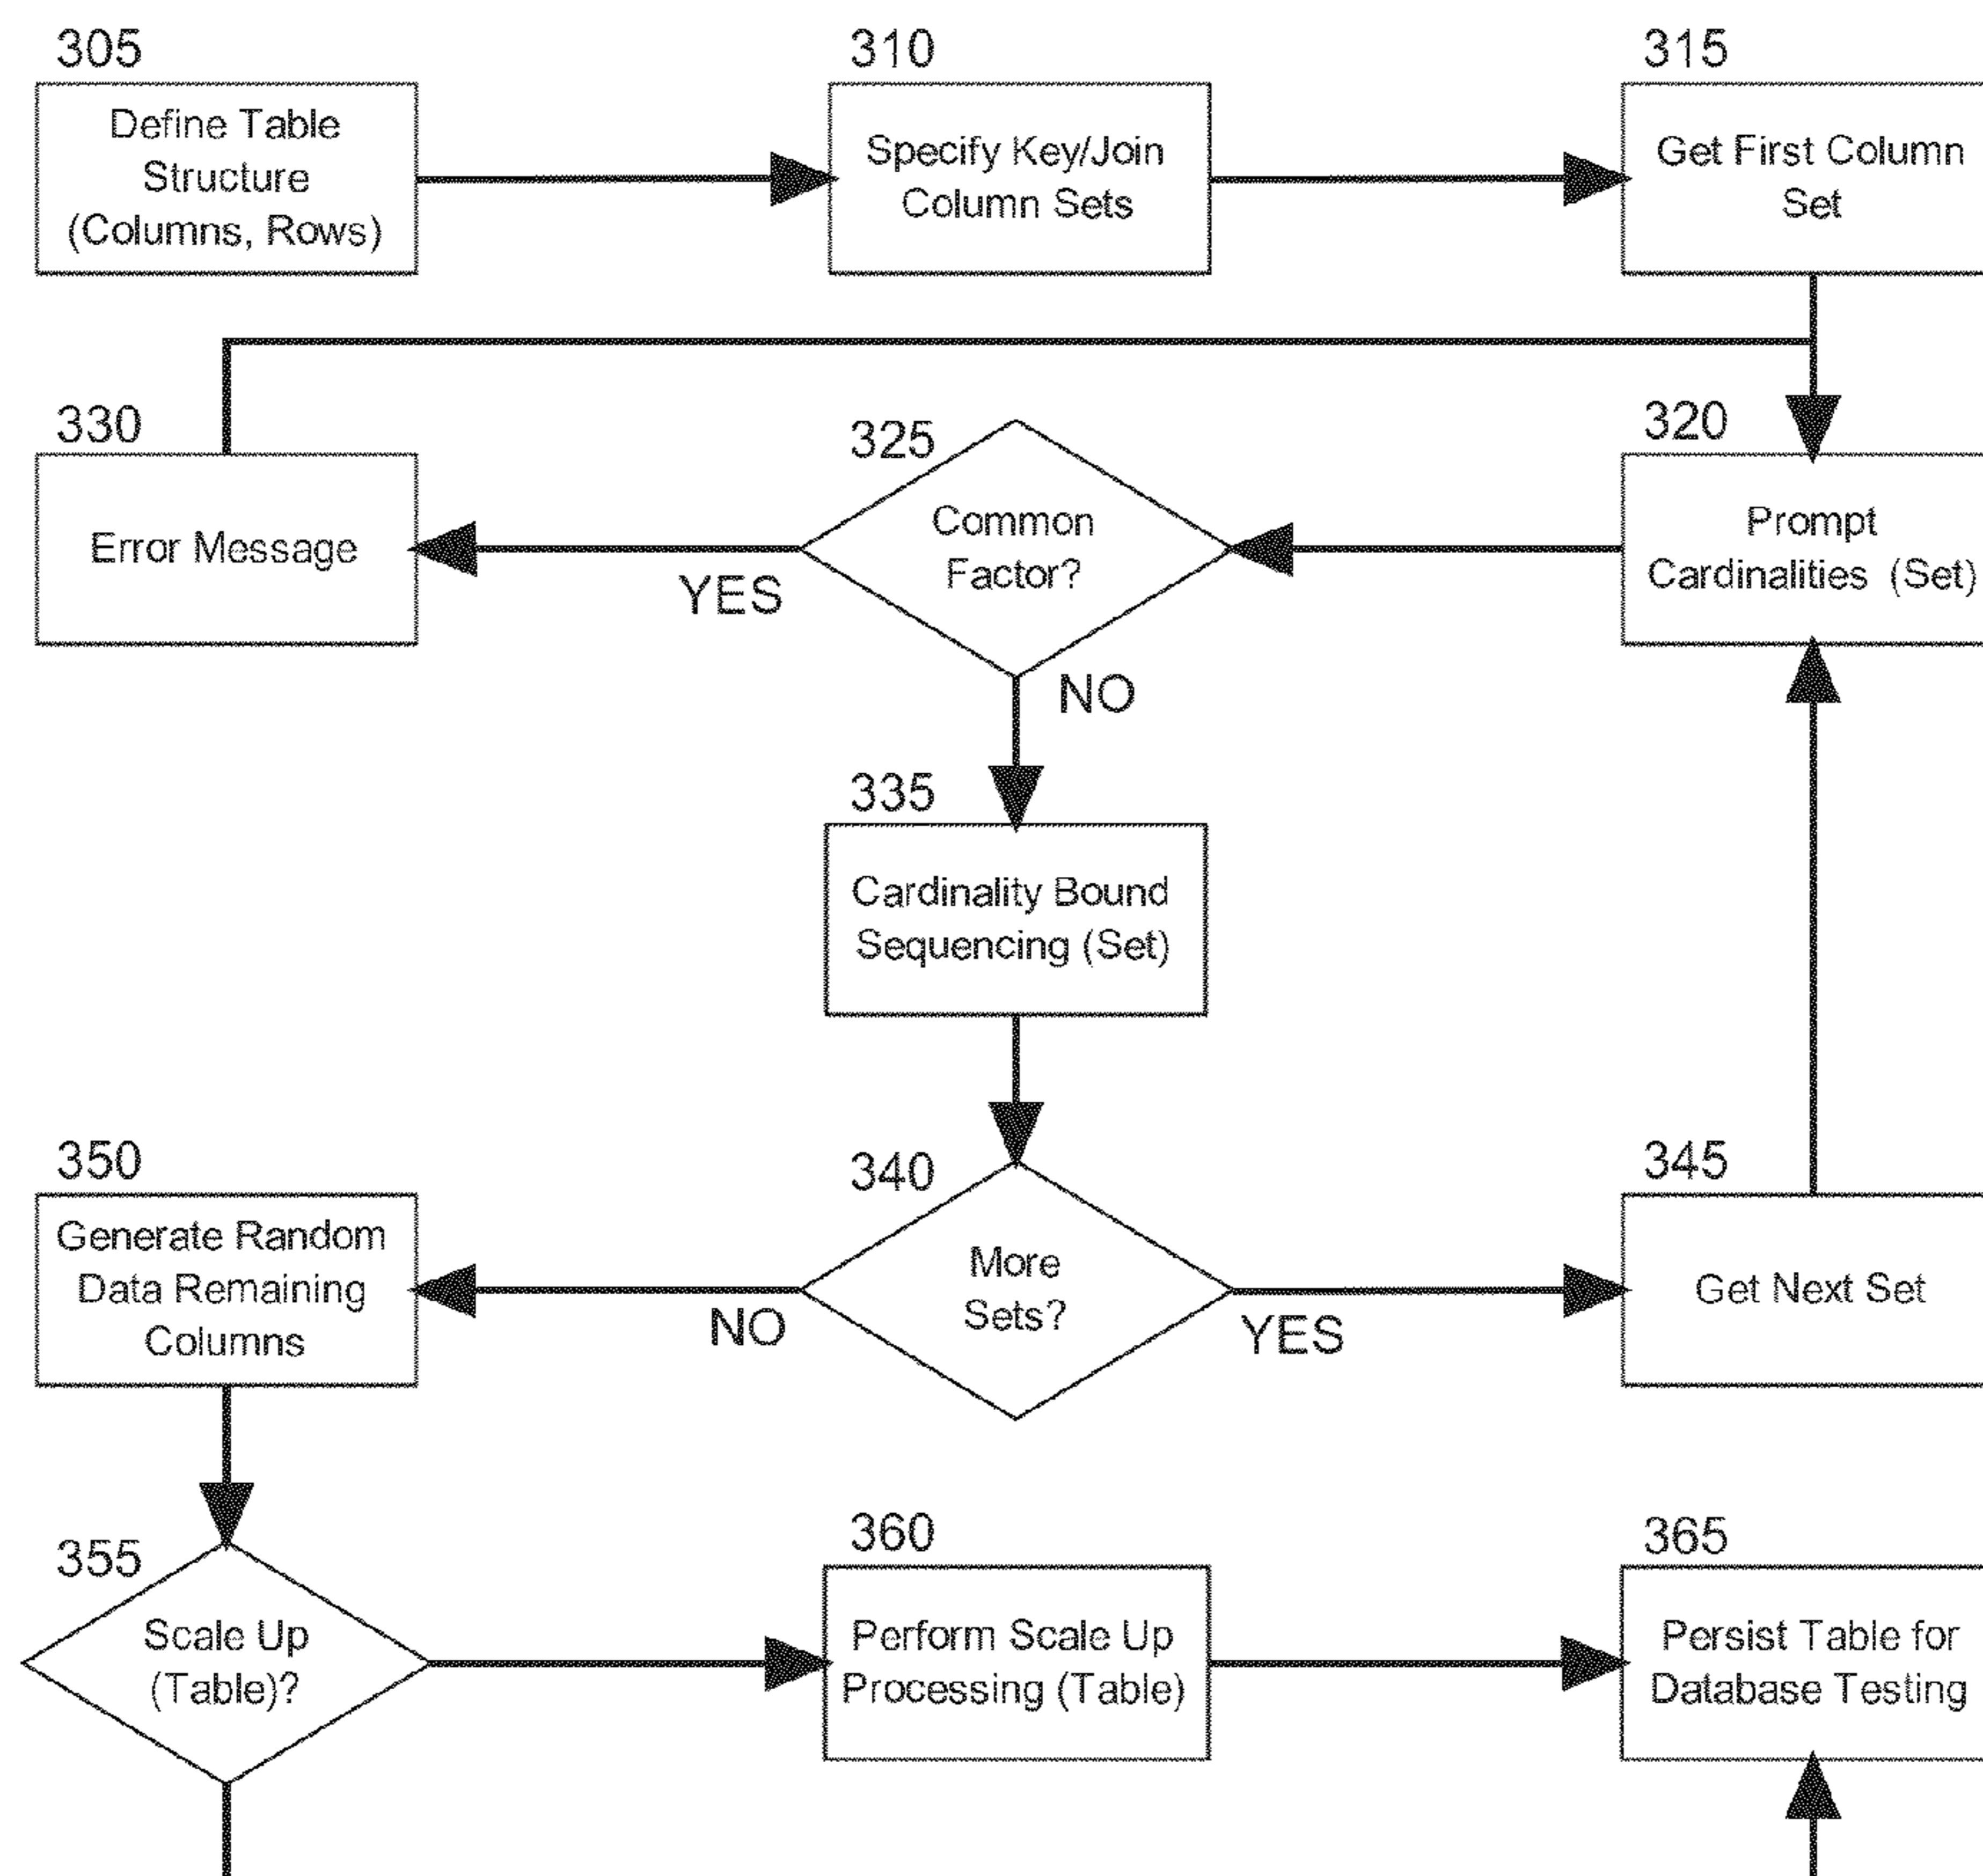 305
Define Table
Structure
(Columns, Rows)
310
Specify Key/Join
Column Sets
315
Get First Column
Set
330
Error Message
325
Common
Factor?
YES
NO
320
Prompt
Cardinalities (Set)
335
Cardinality Bound
Sequencing (Set)
350
Generate Random
Data Remaining
Columns
340
More
Sets?
NO
YES
345
Get Next Set
355
Scale Up
(Table)?
360
Perform Scale Up
Processing (Table)
365
Persist Table for
Database Testing